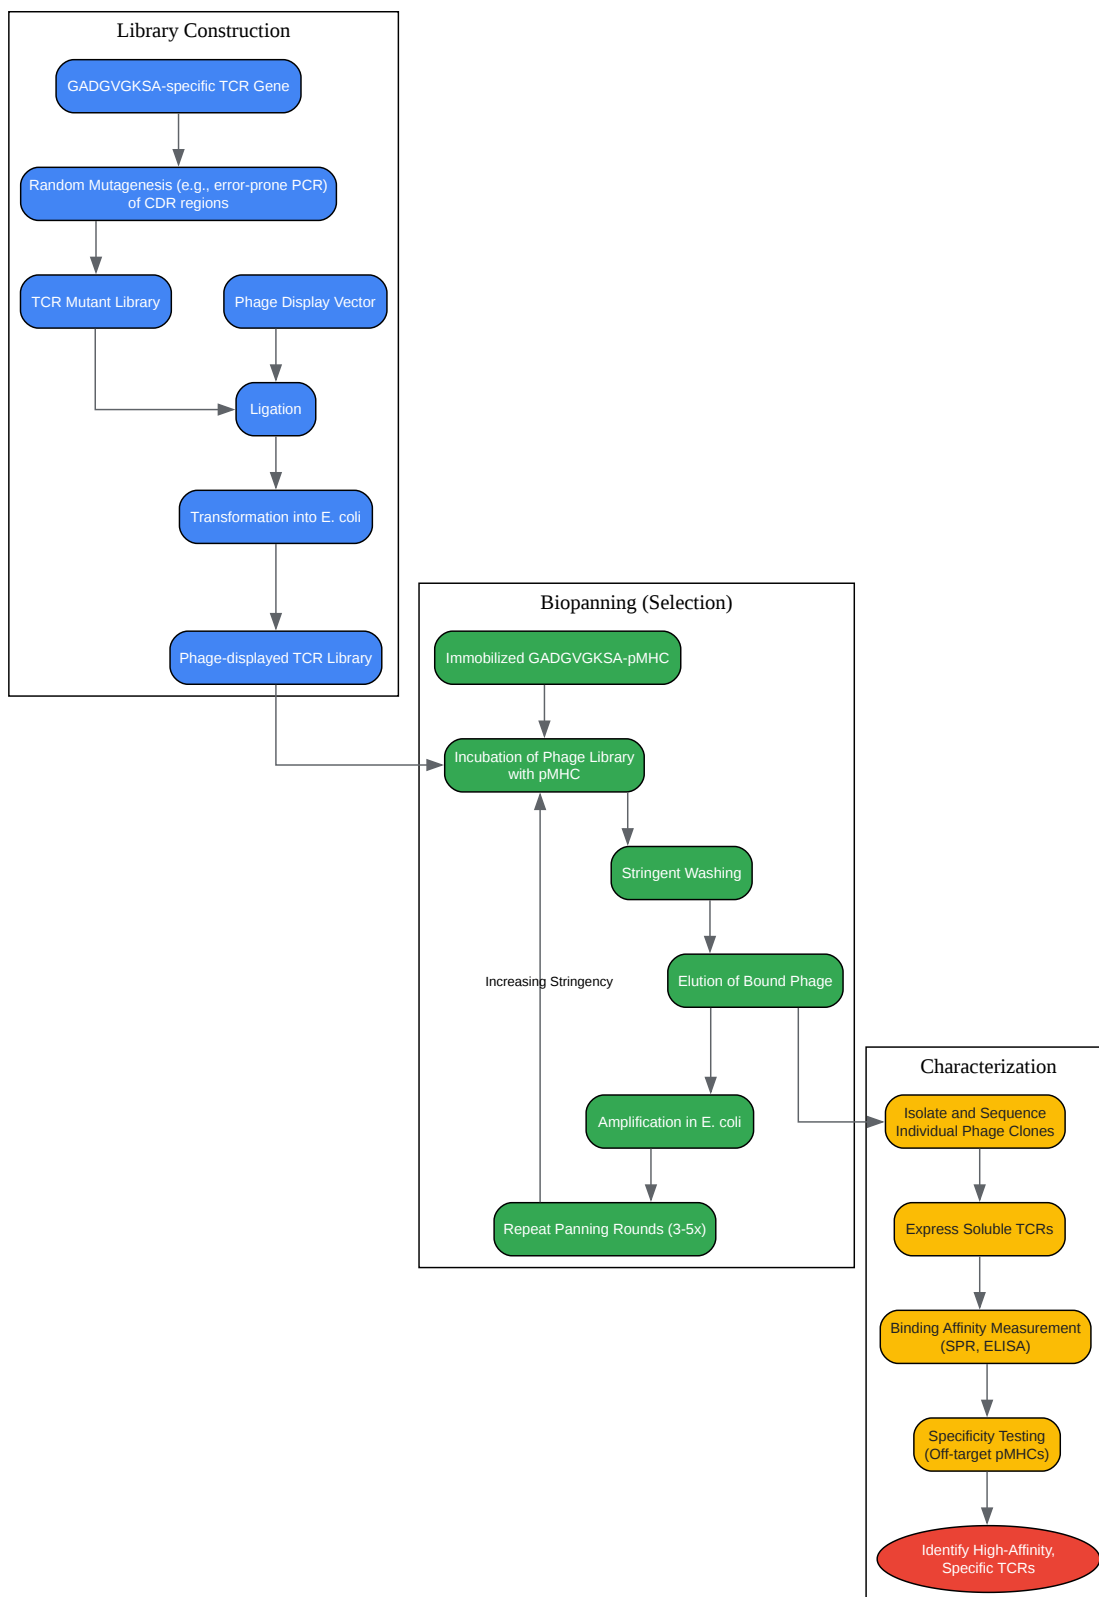 Library Construction
GADGVGKSA-specific TCR Gene
Random Mutagenesis (e.g., error-prone PCR)
of CDR regions
TCR Mutant Library
Phage Display Vector
Ligation
Transformation into E. coli
Phage-displayed TCR Library
Biopanning (Selection)
Immobilized GADGVGKSA-pMHC
Incubation of Phage Library
with pMHC
Stringent Washing
Elution of Bound Phage
Increasing Stringency
Amplification in E. coli
Repeat Panning Rounds (3-5x)
Characterization
Isolate and Sequence
Individual Phage Clones
Express Soluble TCRs
Binding Affinity Measurement
(SPR, ELISA)
Specificity Testing
(Off-target pMHCs)
Identify High-Affinity,
Specific TCRs